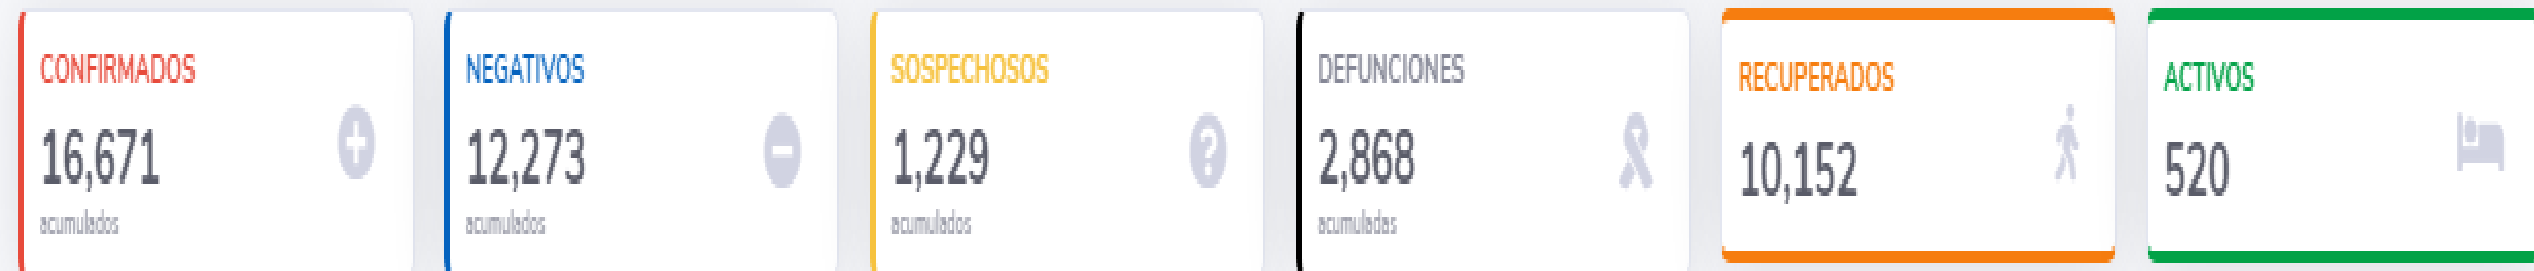 CONFIRMADOS
16,671
acumulados
NEGATIVOS
12,273
acumulados
SOSPECHOSOS
1,229
acumulados
DEFUNCIONES
2,868
acumuladas
RECUPERADOS
10,152
ACTIVOS
520